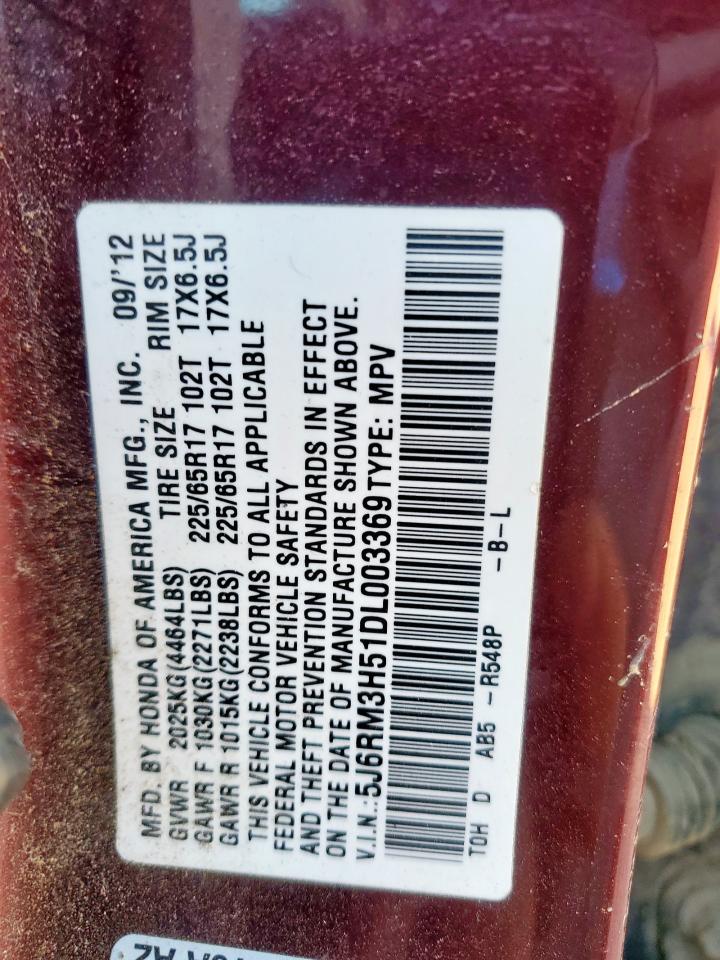 MFD. BY HONDA OF AMERICA MFG., INC. 09/'12
GVWR 2025KG(4464LBS) TIRE SIZE RIM SIZE
GAWR F 1030KG(2271LBS) 225/65R17 102T 17X6.5J
GAWR R 1015KG(2238LBS) 225/65R17 102T 17X6.5J
THIS VEHICLE CONFORMS TO ALL APPLICABLE
FEDERAL MOTOR VEHICLE SAFETY
AND THEFT PREVENTION STANDARDS IN EFFECT
ON THE DATE OF MANUFACTURE SHOWN ABOVE.
V.I.N.:5J6RM3H51DL003369 TYPE: MPV
TOH D AB5 -R548P -B-L